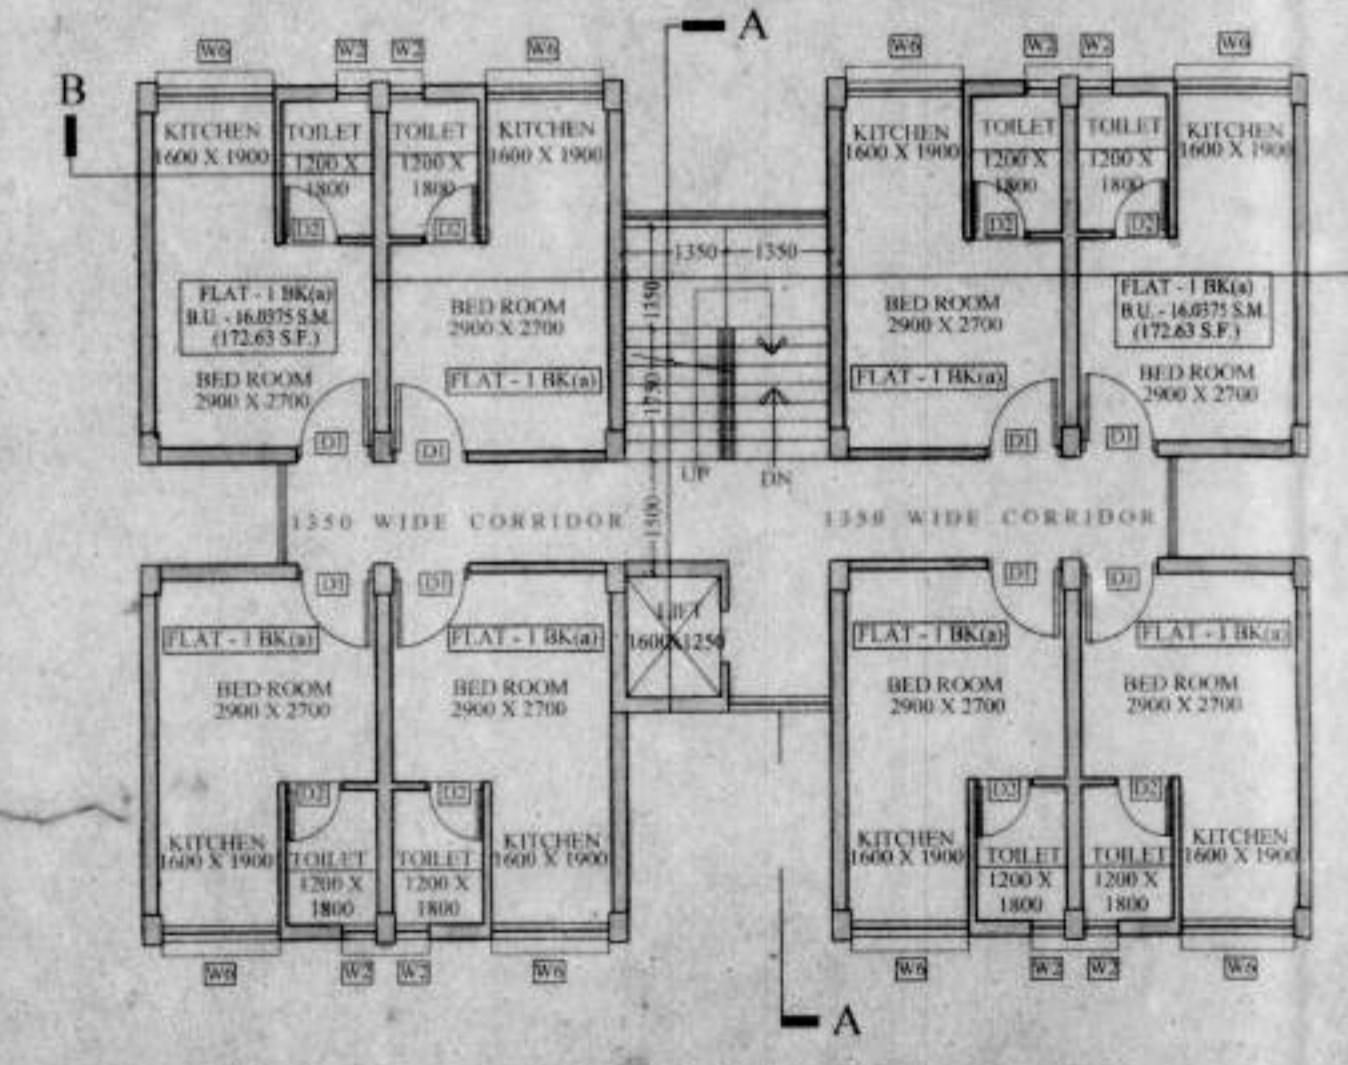 A
W6 W2 W2 W6
W6 W2 W2 W6
B
KITCHEN
1600 X 1900
TOILET
1200 X
1800
TOILET
1200 X
1800
KITCHEN
1600 X 1900
KITCHEN
1600 X 1900
TOILET
1200 X
1800
TOILET
1200 X
1800
KITCHEN
1600 X 1900
D2 D2
D2 D2
1350 1350
1350
FLAT - 1 BK(a)
B.U. - 16.0375 S.M.
(172.63 S.F.)
BED ROOM
2900 X 2700
BED ROOM
2900 X 2700
FLAT - 1 BK(a)
BED ROOM
2900 X 2700
FLAT - 1 BK(a)
FLAT - 1 BK(a)
B.U. - 16.0375 S.M.
(172.63 S.F.)
BED ROOM
2900 X 2700
1750
D1 D1
D1 D1
UP DN
1350 WIDE CORRIDOR
1500
1350 WIDE CORRIDOR
D1 D1
D1 D1
LIFT
1600X1250
FLAT - 1 BK(a)
FLAT - 1 BK(a)
FLAT - 1 BK(a)
FLAT - 1 BK(a)
BED ROOM
2900 X 2700
BED ROOM
2900 X 2700
BED ROOM
2900 X 2700
BED ROOM
2900 X 2700
D2 D2
D2 D2
KITCHEN
1600 X 1900
TOILET
1200 X
1800
TOILET
1200 X
1800
KITCHEN
1600 X 1900
KITCHEN
1600 X 1900
TOILET
1200 X
1800
TOILET
1200 X
1800
KITCHEN
1600 X 1900
W6 W2 W2 W6
W6 W2 W2 W6
A